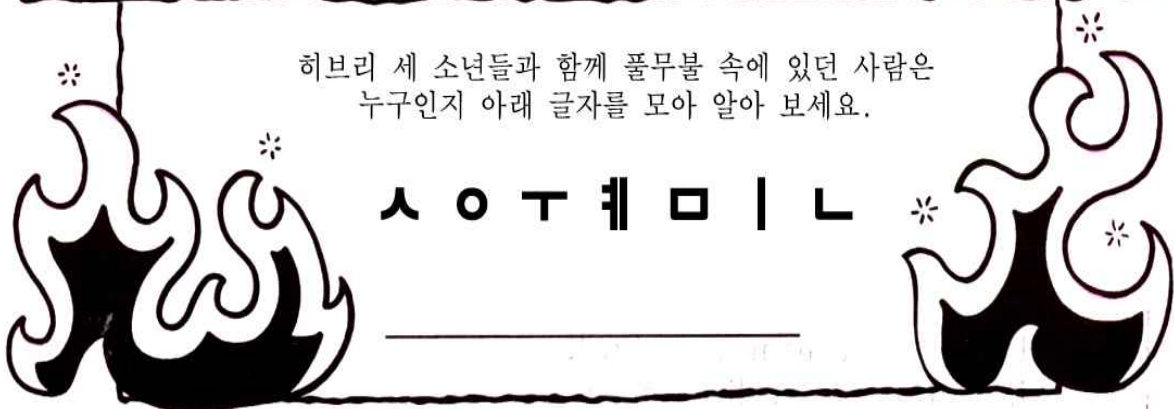 히브리 세 소년들과 함께 풀무불 속에 있던 사람은
누구인지 아래 글자를 모아 알아 보세요.
ㅅ ㅇ ㅜ ㅖ ㅁ ㅣ ㄴ